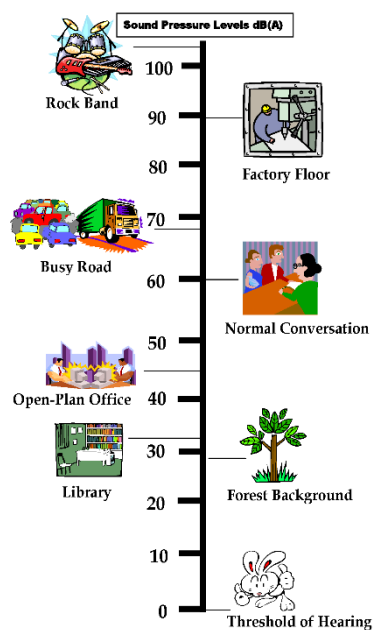 Sound Pressure Levels dB(A)
100
Rock Band
90
80
Factory Floor
70
Busy Road
60
Normal Conversation
50
Open-Plan Office
40
30
Library
Forest Background
20
10
0
Threshold of Hearing